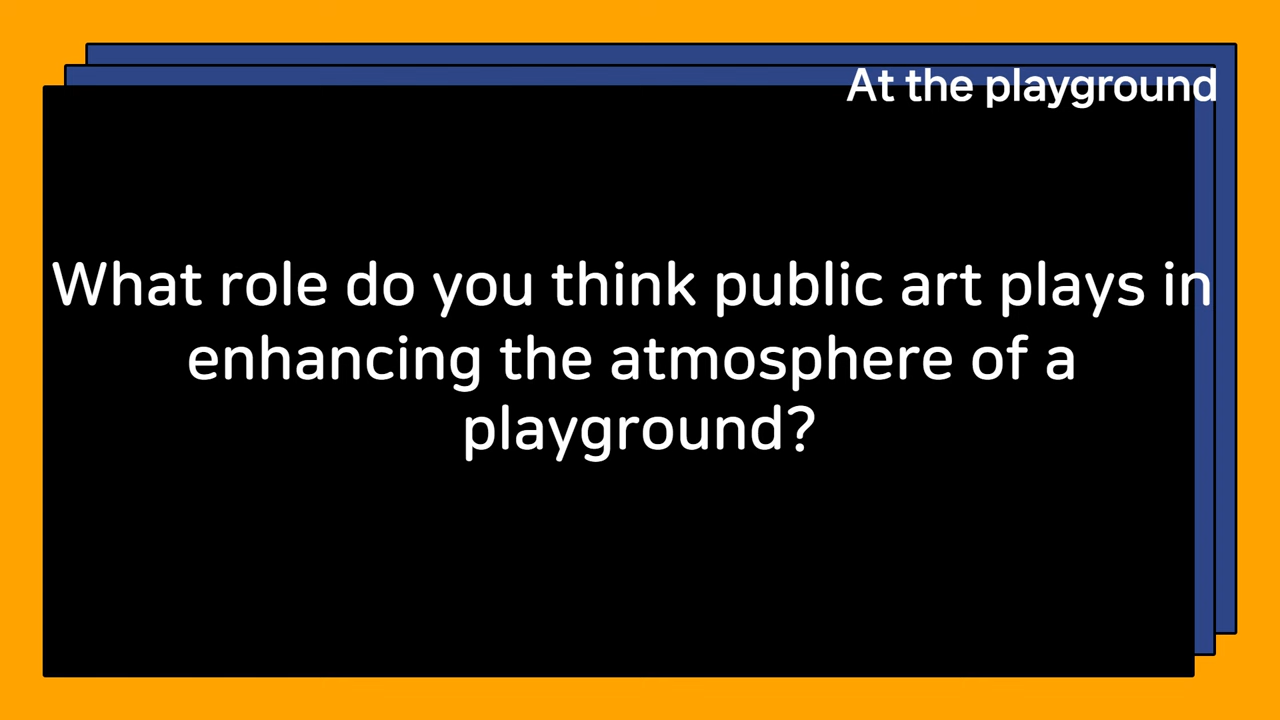 At the playground
What role do you think public art plays in
enhancing the atmosphere of a
playground?